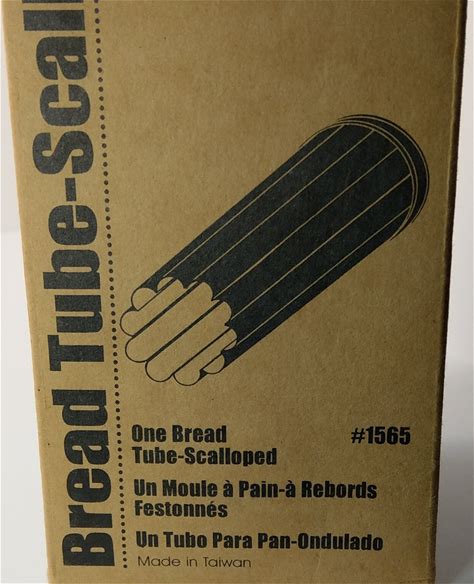 Bread Tube-Scall
One Bread #1565
Tube-Scalloped
Un Moule à Pain-à Rebords
Festonnés
Un Tubo Para Pan-Ondulado
Made in Taiwan